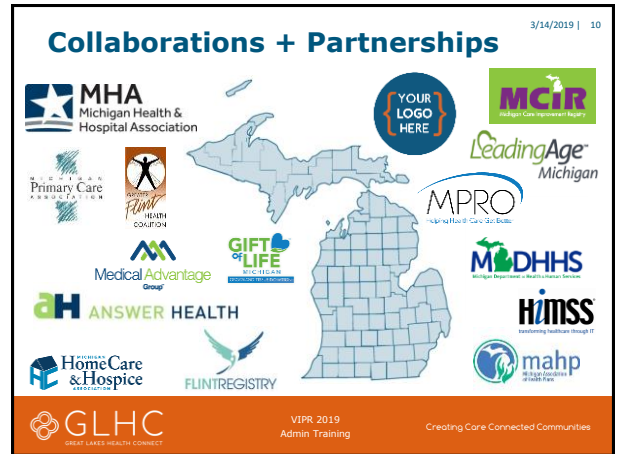 3/14/2019 | 10
Collaborations + Partnerships
MHA
Michigan Health &
Hospital Association
{YOUR
LOGO
HERE}
MCIR
Michigan Care Improvement Registry
LeadingAge™
Michigan
MICHIGAN
Primary Care
ASSOCIATION
GREATER
Flint
HEALTH
COALITION
MPRO
Helping Health Care Get Better
Medical Advantage
Group
GIFT
of LIFE
MICHIGAN
MDHHS
Michigan Department of Health & Human Services
aH ANSWER HEALTH
HiMSS
transforming healthcare through IT
MICHIGAN
HomeCare
& Hospice
ASSOCIATION
FLINTREGISTRY
mahp
Michigan Association
of Health Plans
GLHC
GREAT LAKES HEALTH CONNECT
VIPR 2019
Admin Training
Creating Care Connected Communities